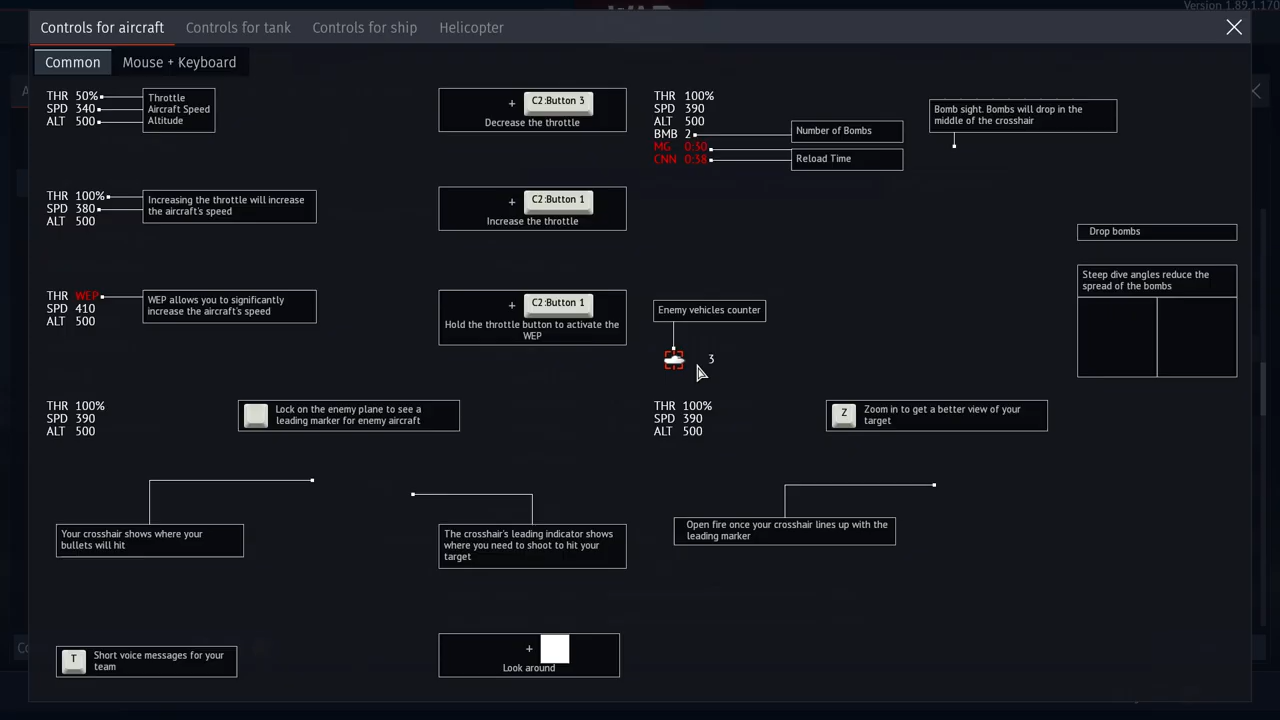 Version 1.89.1.170
Controls for aircraft
Controls for tank
Controls for ship
Helicopter
Common
Mouse + Keyboard
THR 50%
SPD 340
ALT 500
Throttle
Aircraft Speed
Altitude
+ C2:Button 3
Decrease the throttle
THR 100%
SPD 390
ALT 500
BMB 2
MG 0:30
CNN 0:38
Number of Bombs
Reload Time
Bomb sight. Bombs will drop in the
middle of the crosshair
THR 100%
SPD 380
ALT 500
Increasing the throttle will increase
the aircraft's speed
+ C2:Button 1
Increase the throttle
Drop bombs
Steep dive angles reduce the
spread of the bombs
THR WEP
SPD 410
ALT 500
WEP allows you to significantly
increase the aircraft's speed
+ C2:Button 1
Hold the throttle button to activate the
WEP
Enemy vehicles counter
3
THR 100%
SPD 390
ALT 500
Lock on the enemy plane to see a
leading marker for enemy aircraft
THR 100%
SPD 390
ALT 500
Z
Zoom in to get a better view of your
target
Your crosshair shows where your
bullets will hit
The crosshair's leading indicator shows
where you need to shoot to hit your
target
Open fire once your crosshair lines up with the
leading marker
T
Short voice messages for your
team
+
Look around